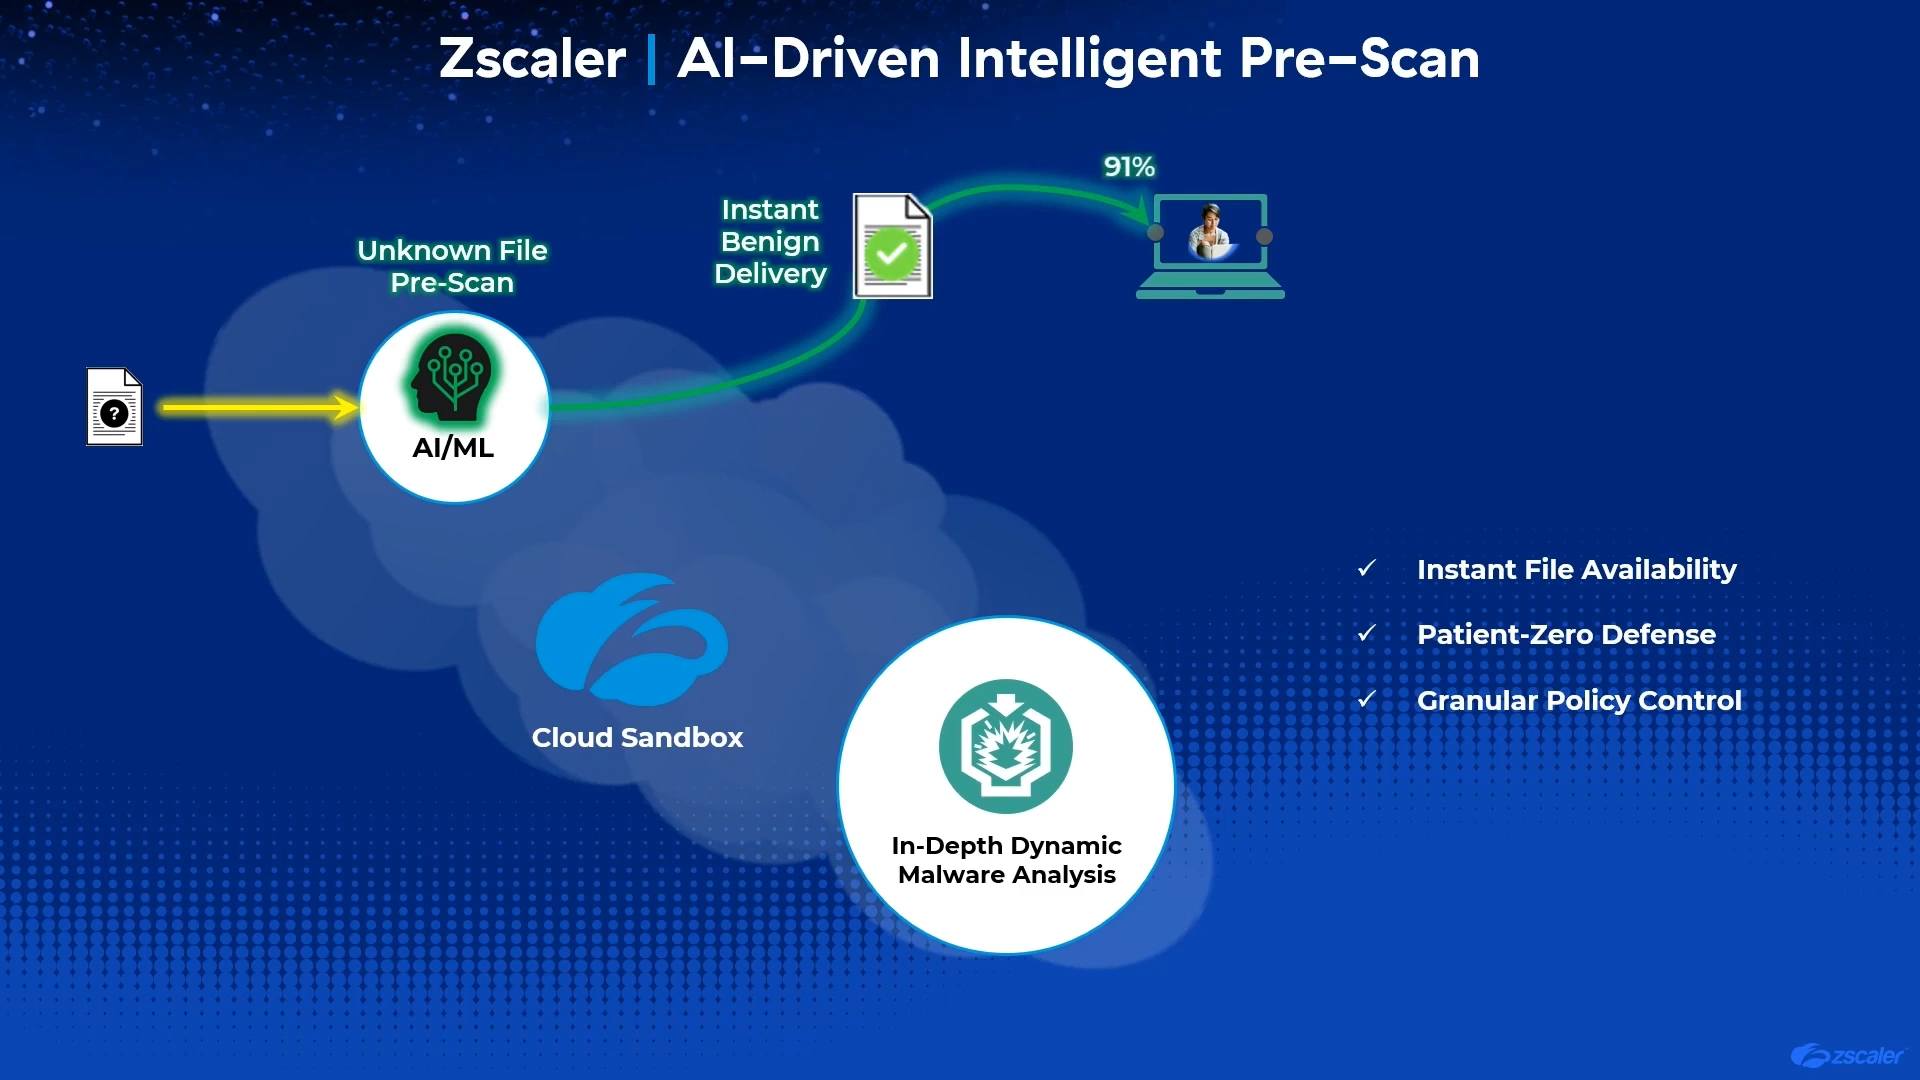 Zscaler | AI-Driven Intelligent Pre-Scan
91%
Instant
Benign
Delivery
Unknown File
Pre-Scan
?
AI/ML
Instant File Availability
Patient-Zero Defense
Granular Policy Control
Cloud Sandbox
In-Depth Dynamic
Malware Analysis
zscaler